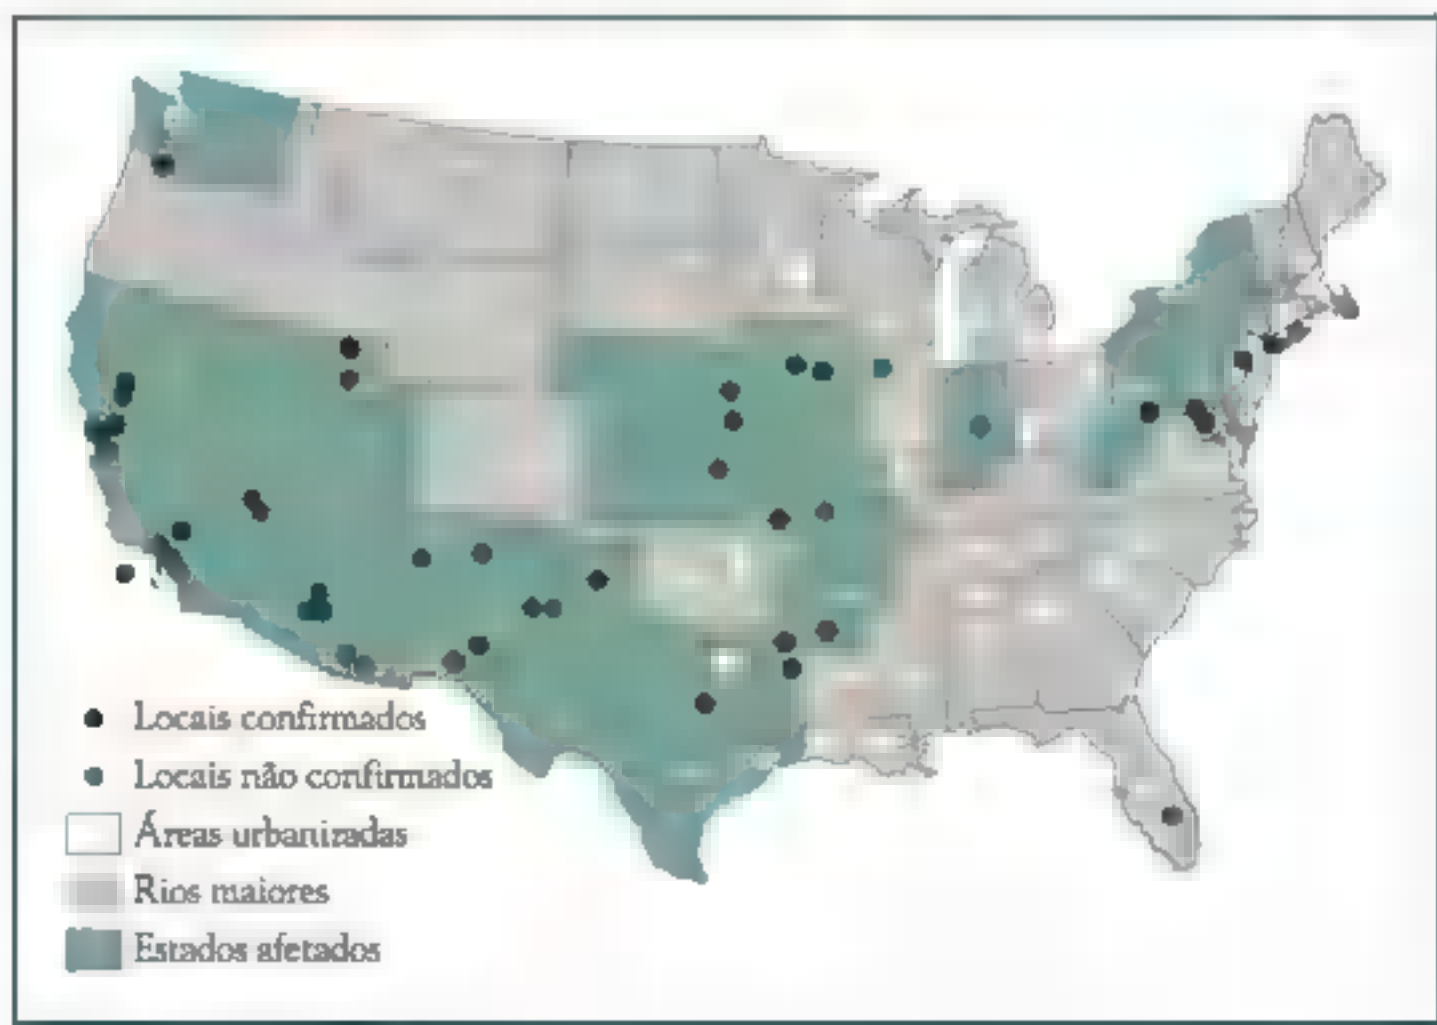 Locais confirmados
Locais não confirmados
Áreas urbanizadas
Rios maiores
Estados afetados